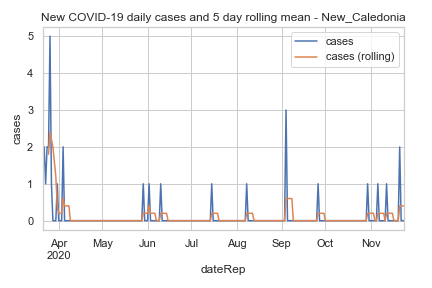 New COVID-19 daily cases and 5 day rolling mean - New_Caledonia
cases
cases (rolling)
5
4
3
2
1
0
cases
Apr
2020
May
Jun
Jul
Aug
Sep
Oct
Nov
dateRep